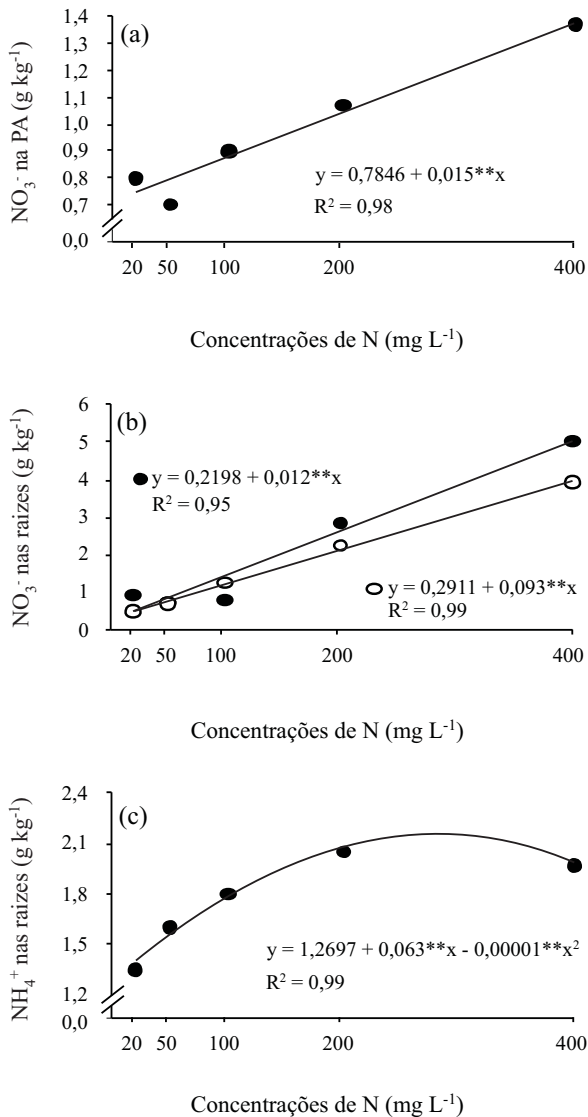 (a)
NO₃⁻ na PA (g kg⁻¹)
1,4
1,3
1,1
1,0
0,9
0,8
0,7
0,0
y = 0,7846 + 0,015**x
R² = 0,98
20 50 100 200 400
Concentrações de N (mg L⁻¹)
(b)
NO₃⁻ nas raizes (g kg⁻¹)
6
5
4
3
2
1
0
y = 0,2198 + 0,012**x
R² = 0,95
y = 0,2911 + 0,093**x
R² = 0,99
20 50 100 200 400
Concentrações de N (mg L⁻¹)
(c)
NH₄⁺ nas raizes (g kg⁻¹)
2,4
2,1
1,8
1,5
1,2
0,0
y = 1,2697 + 0,063**x - 0,00001**x²
R² = 0,99
20 50 100 200 400
Concentrações de N (mg L⁻¹)